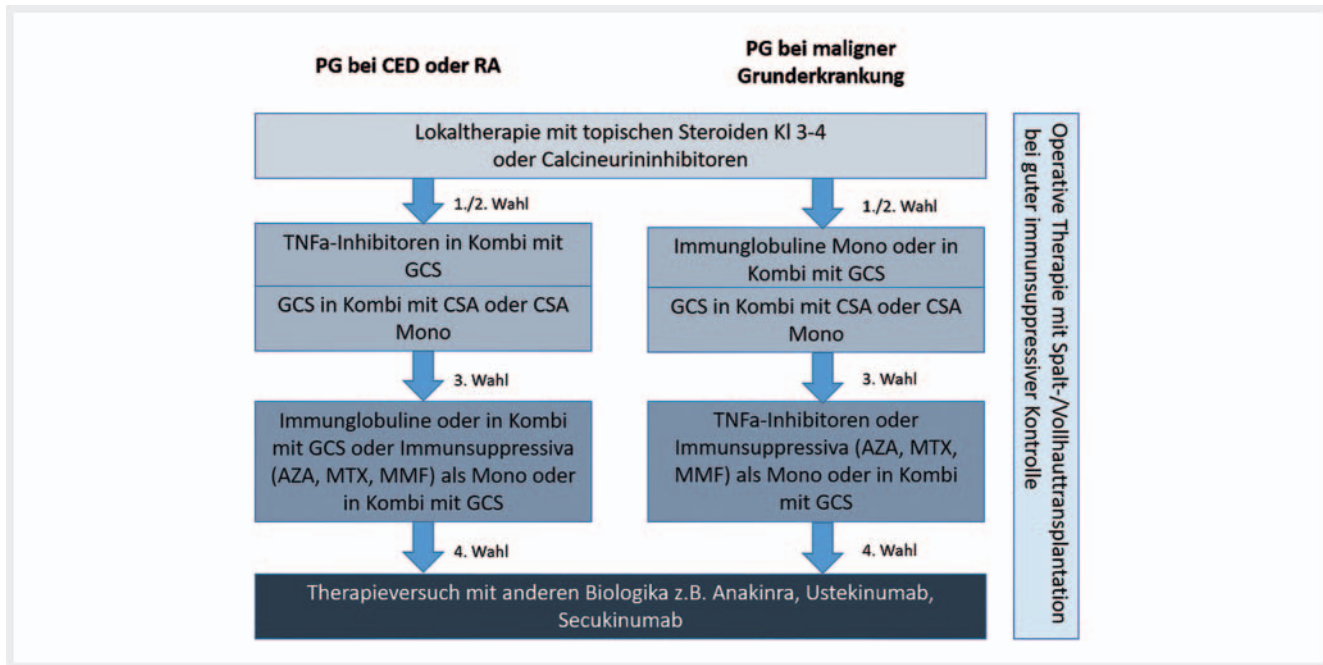 PG bei CED oder RA
PG bei maligner
Grunderkrankung
Lokaltherapie mit topischen Steroiden Kl 3-4
oder Calcineurininhibitoren
1./2. Wahl
1./2. Wahl
TNFa-Inhibitoren in Kombi mit
GCS
GCS in Kombi mit CSA oder CSA
Mono
Immunglobuline Mono oder in
Kombi mit GCS
GCS in Kombi mit CSA oder CSA
Mono
3. Wahl
3. Wahl
Immunglobuline oder in Kombi
mit GCS oder Immunsuppressiva
(AZA, MTX, MMF) als Mono oder
in Kombi mit GCS
TNFa-Inhibitoren oder
Immunsuppressiva (AZA, MTX,
MMF) als Mono oder in Kombi
mit GCS
4. Wahl
4. Wahl
Therapieversuch mit anderen Biologika z.B. Anakinra, Ustekinumab,
Secukinumab
Operative Therapie mit Spalt-/Vollhauttransplantation
bei guter immunsuppressiver Kontrolle